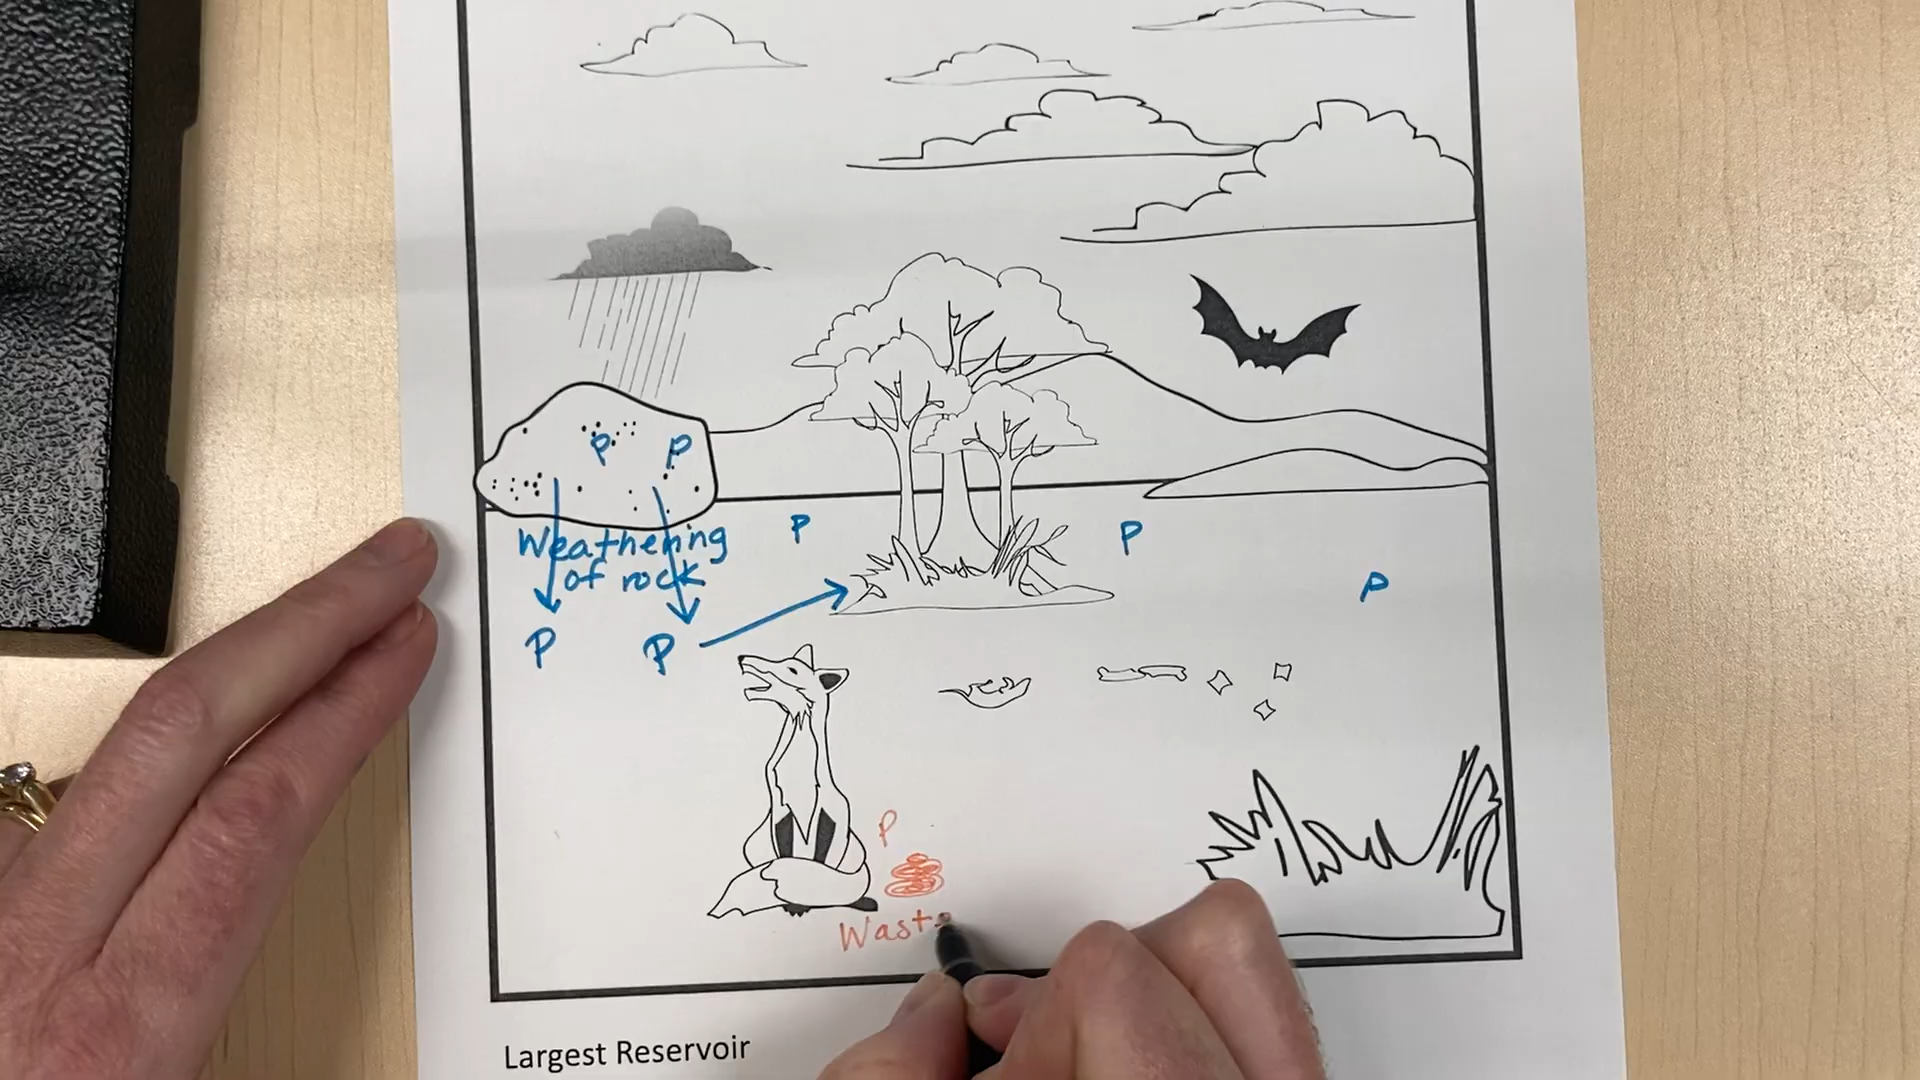 P P
P P P
Weathering
of rock
P P
P
Wast
Largest Reservoir